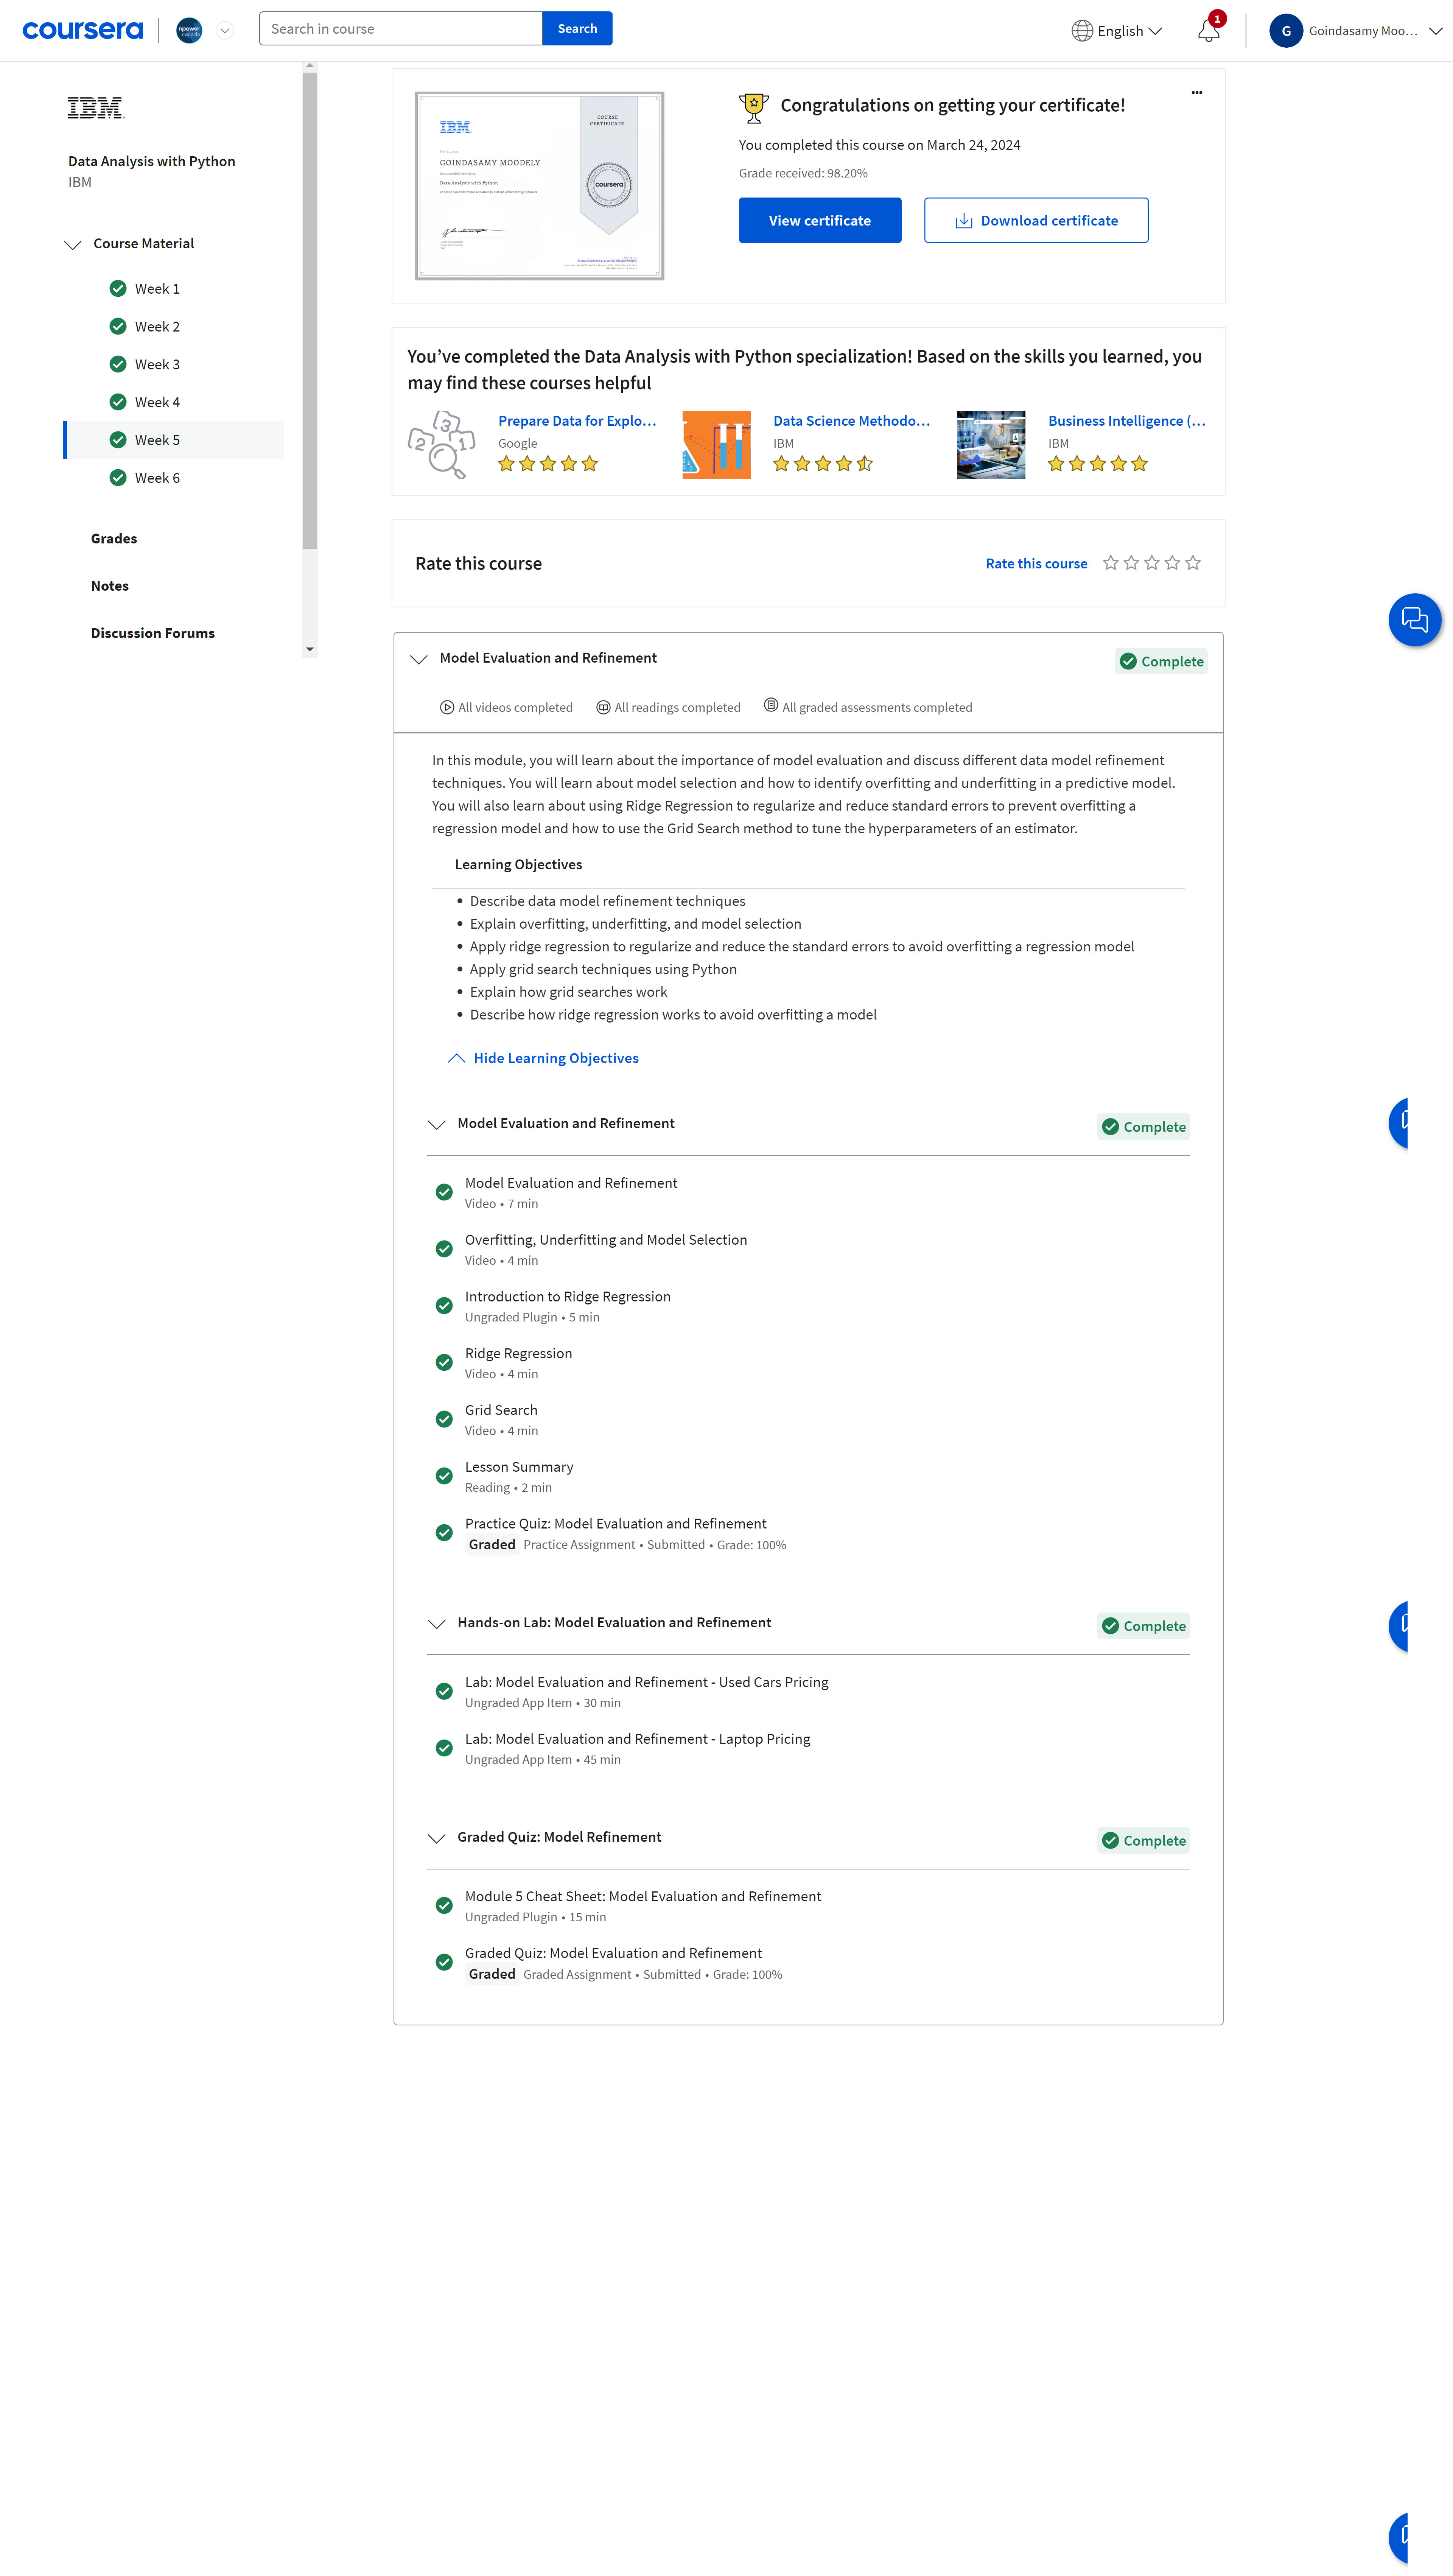 coursera
npower
canada
Search in course
Search
English
1
G
Goindasamy Moo...
IBM
Data Analysis with Python
IBM
Course Material
Week 1
Week 2
Week 3
Week 4
Week 5
Week 6
Grades
Notes
Discussion Forums
IBM
GOINDASAMY MOODELY
Data Analysis with Python
COURSE
CERTIFICATE
coursera
Congratulations on getting your certificate!
You completed this course on March 24, 2024
Grade received: 98.20%
View certificate
Download certificate
You’ve completed the Data Analysis with Python specialization! Based on the skills you learned, you
may find these courses helpful
Prepare Data for Explo...
Google
Data Science Methodo...
IBM
Business Intelligence (...
IBM
Rate this course
Rate this course
Model Evaluation and Refinement
Complete
All videos completed
All readings completed
All graded assessments completed
In this module, you will learn about the importance of model evaluation and discuss different data model refinement
techniques. You will learn about model selection and how to identify overfitting and underfitting in a predictive model.
You will also learn about using Ridge Regression to regularize and reduce standard errors to prevent overfitting a
regression model and how to use the Grid Search method to tune the hyperparameters of an estimator.
Learning Objectives
• Describe data model refinement techniques
• Explain overfitting, underfitting, and model selection
• Apply ridge regression to regularize and reduce the standard errors to avoid overfitting a regression model
• Apply grid search techniques using Python
• Explain how grid searches work
• Describe how ridge regression works to avoid overfitting a model
Hide Learning Objectives
Model Evaluation and Refinement
Complete
Model Evaluation and Refinement
Video • 7 min
Overfitting, Underfitting and Model Selection
Video • 4 min
Introduction to Ridge Regression
Ungraded Plugin • 5 min
Ridge Regression
Video • 4 min
Grid Search
Video • 4 min
Lesson Summary
Reading • 2 min
Practice Quiz: Model Evaluation and Refinement
Graded Practice Assignment • Submitted • Grade: 100%
Hands-on Lab: Model Evaluation and Refinement
Complete
Lab: Model Evaluation and Refinement - Used Cars Pricing
Ungraded App Item • 30 min
Lab: Model Evaluation and Refinement - Laptop Pricing
Ungraded App Item • 45 min
Graded Quiz: Model Refinement
Complete
Module 5 Cheat Sheet: Model Evaluation and Refinement
Ungraded Plugin • 15 min
Graded Quiz: Model Evaluation and Refinement
Graded Graded Assignment • Submitted • Grade: 100%